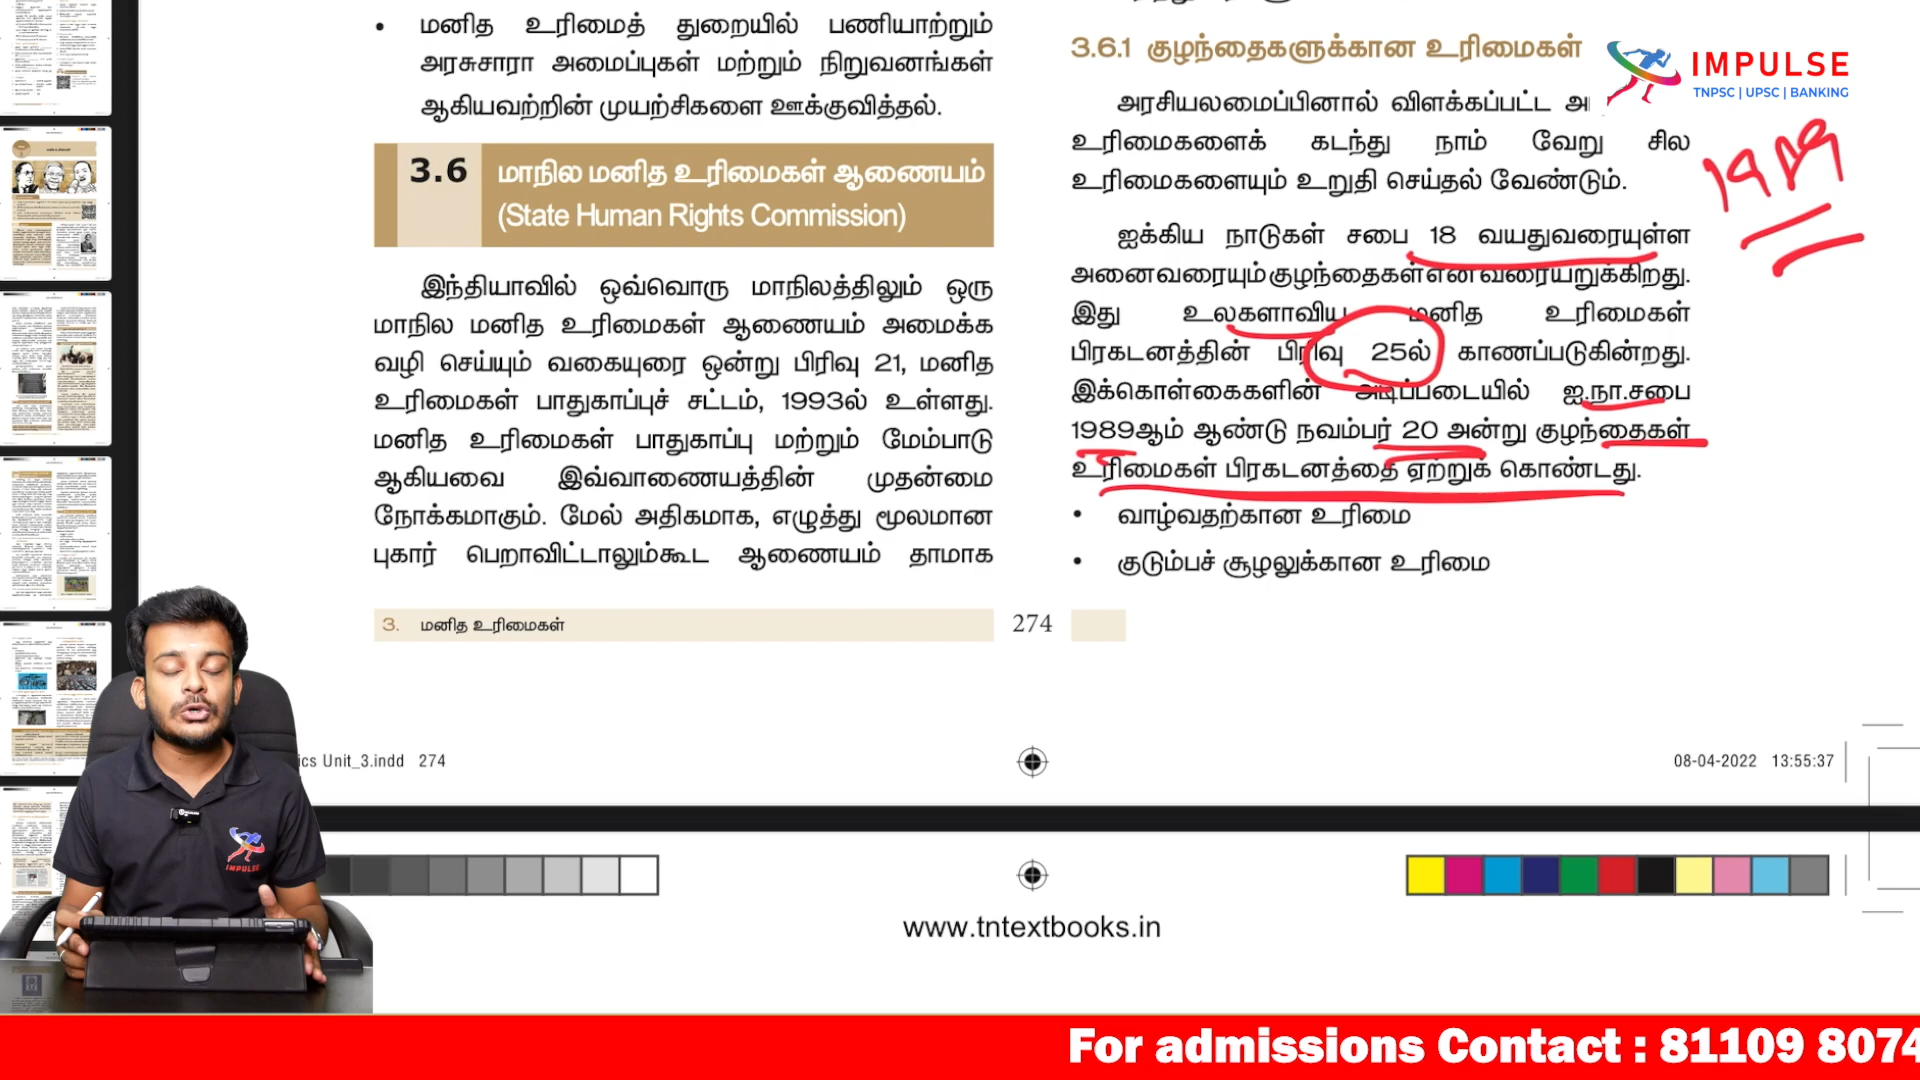 மனித உரிமைத் துறையில் பணியாற்றும்
அரசுசாரா அமைப்புகள் மற்றும் நிறுவனங்கள்
ஆகியவற்றின் முயற்சிகளை ஊக்குவித்தல்.
3.6 மாநில மனித உரிமைகள் ஆணையம்
(State Human Rights Commission)
இந்தியாவில் ஒவ்வொரு மாநிலத்திலும் ஒரு
மாநில மனித உரிமைகள் ஆணையம் அமைக்க
வழி செய்யும் வகையுரை ஒன்று பிரிவு 21, மனித
உரிமைகள் பாதுகாப்புச் சட்டம், 1993ல் உள்ளது.
மனித உரிமைகள் பாதுகாப்பு மற்றும் மேம்பாடு
ஆகியவை இவ்வாணையத்தின் முதன்மை
நோக்கமாகும். மேல் அதிகமாக, எழுத்து மூலமான
புகார் பெறாவிட்டாலும்கூட ஆணையம் தாமாக
3. மனித உரிமைகள்
274
3.6.1 குழந்தைகளுக்கான உரிமைகள்
அரசியலமைப்பினால் விளக்கப்பட்ட
உரிமைகளைக் கடந்து நாம் வேறு சில
உரிமைகளையும் உறுதி செய்தல் வேண்டும்.
ஐக்கிய நாடுகள் சபை 18 வயதுவரையுள்ள
அனைவரையும் குழந்தைகள் என வரையறுக்கிறது.
இது உலகளாவிய மனித உரிமைகள்
பிரகடனத்தின் பிரிவு 25ல் காணப்படுகின்றது.
இக்கொள்கைகளின் அடிப்படையில் ஐ.நா.சபை
1989ஆம் ஆண்டு நவம்பர் 20 அன்று குழந்தைகள்
உரிமைகள் பிரகடனத்தை ஏற்றுக் கொண்டது.
• வாழ்வதற்கான உரிமை
• குடும்பச் சூழலுக்கான உரிமை
IMPULSE
TNPSC | UPSC | BANKING
1989
ics Unit_3.indd 274
08-04-2022 13:55:37
www.tntextbooks.in
IMPULSE
For admissions Contact : 81109 8074